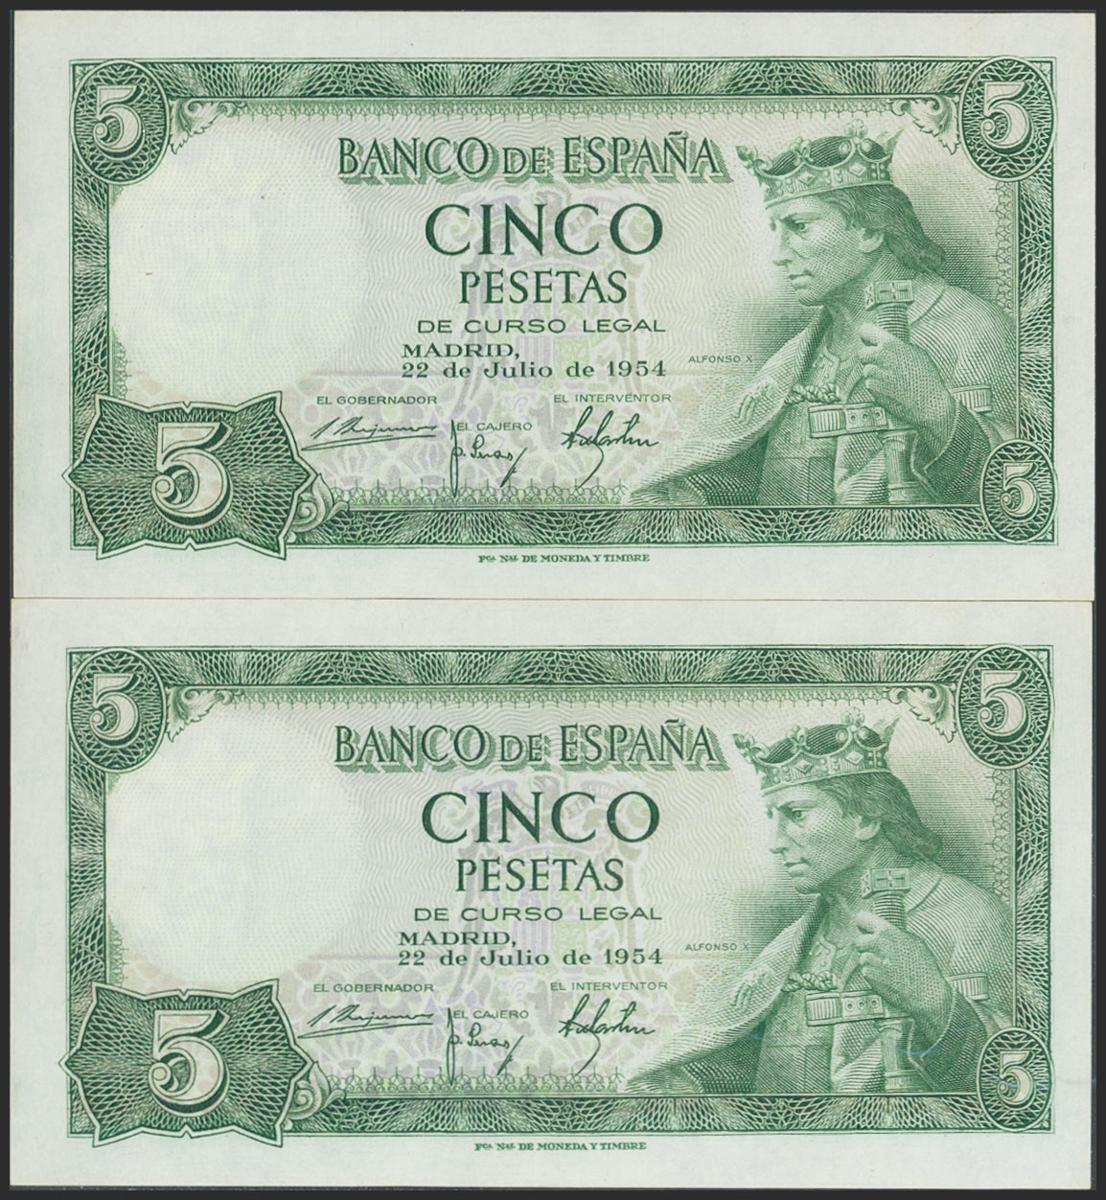 5 5
BANCO DE ESPAÑA
CINCO
PESETAS
DE CURSO LEGAL
MADRID,
22 de Julio de 1954
ALFONSO X
EL GOBERNADOR EL INTERVENTOR
EL CAJERO
5 5
Fca. Nal. DE MONEDA Y TIMBRE
5 5
BANCO DE ESPAÑA
CINCO
PESETAS
DE CURSO LEGAL
MADRID,
22 de Julio de 1954
ALFONSO X
EL GOBERNADOR EL INTERVENTOR
EL CAJERO
5 5
Fca. Nal. DE MONEDA Y TIMBRE